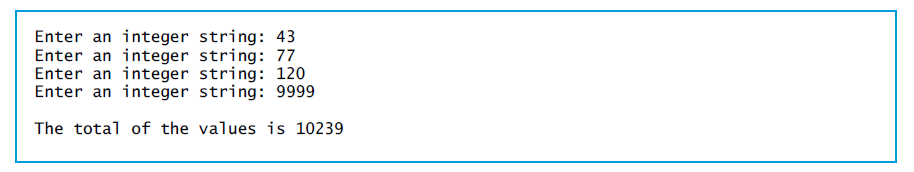 Enter an integer string: 43
Enter an integer string: 77
Enter an integer string: 120
Enter an integer string: 9999
The total of the values is 10239